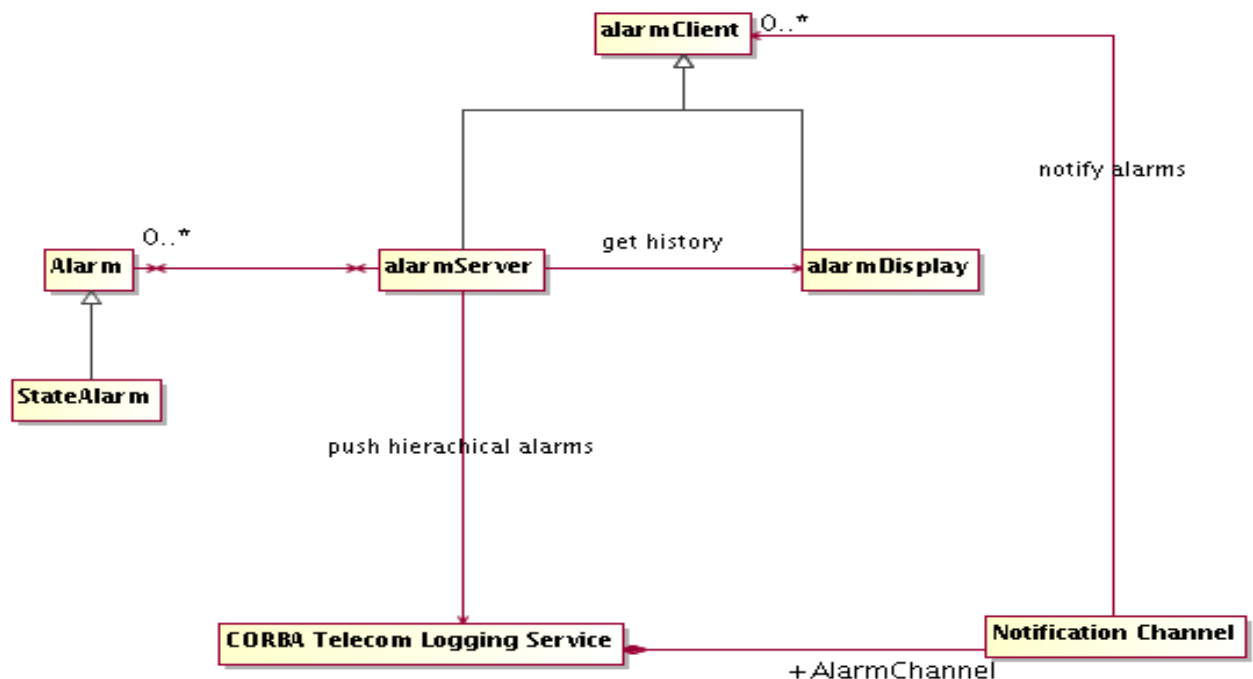 alarmClient
0..*
notify alarms
0..*
get history
Alarm
alarmServer
alarmDisplay
StateAlarm
push hierachical alarms
CORBA Telecom Logging Service
Notification Channel
+AlarmChannel